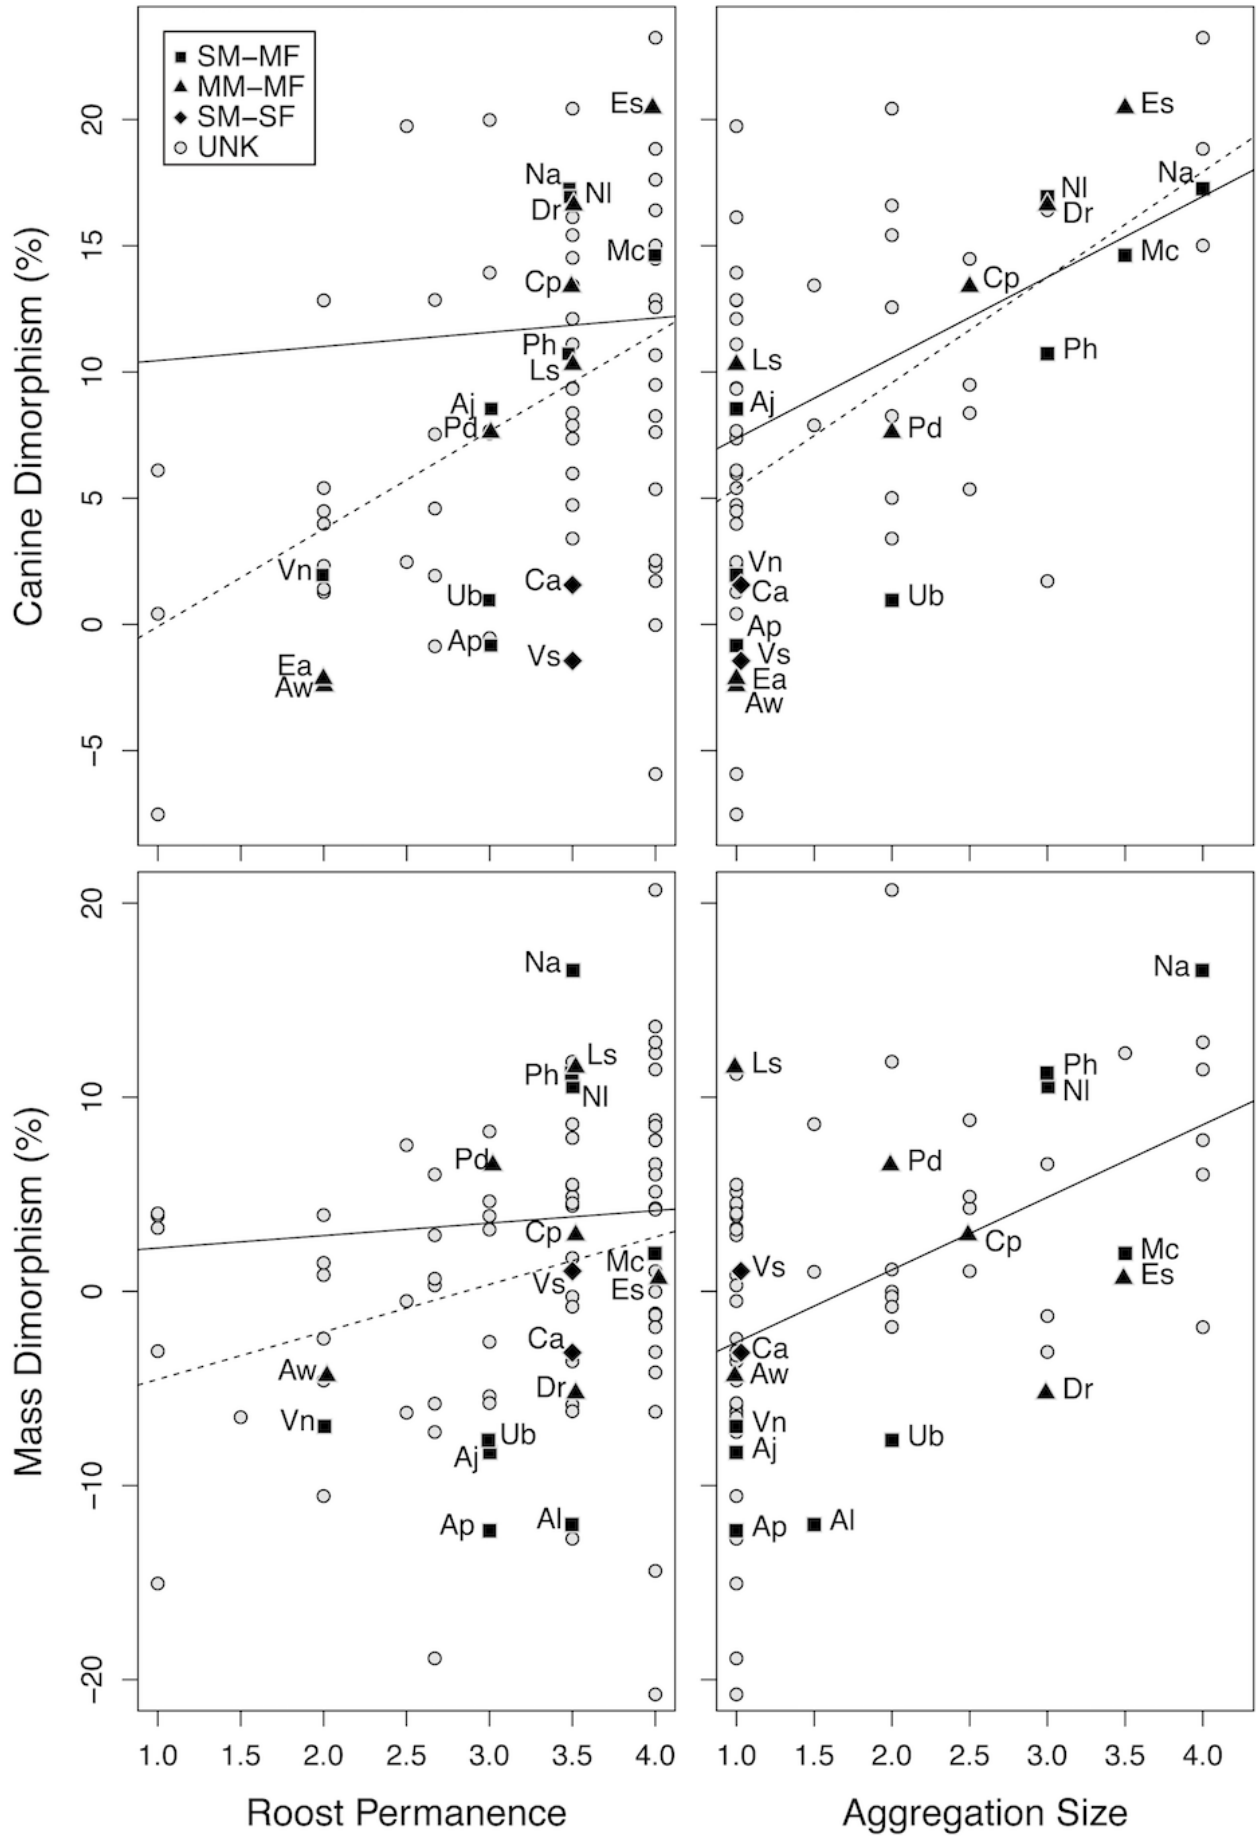 SM–MF
MM–MF
SM–SF
UNK
Canine Dimorphism (%)
20
15
10
5
0
−5
Es
Na
Nl
Dr
Mc
Cp
Ph
Ls
Aj
Pd
Vn
Ub
Ca
Ap
Vs
Ea
Aw
Es
Na
Nl
Dr
Mc
Cp
Ph
Ls
Aj
Pd
Vn
Ca
Ub
Ap
Vs
Ea
Aw
Mass Dimorphism (%)
20
10
0
−10
−20
Na
Ls
Ph
Nl
Pd
Cp
Mc
Vs
Es
Ca
Aw
Dr
Vn
Ub
Aj
Ap
Al
Na
Ls
Ph
Nl
Pd
Cp
Mc
Vs
Es
Ca
Aw
Dr
Vn
Ub
Aj
Ap
Al
1.0 1.5 2.0 2.5 3.0 3.5 4.0
1.0 1.5 2.0 2.5 3.0 3.5 4.0
Roost Permanence
Aggregation Size